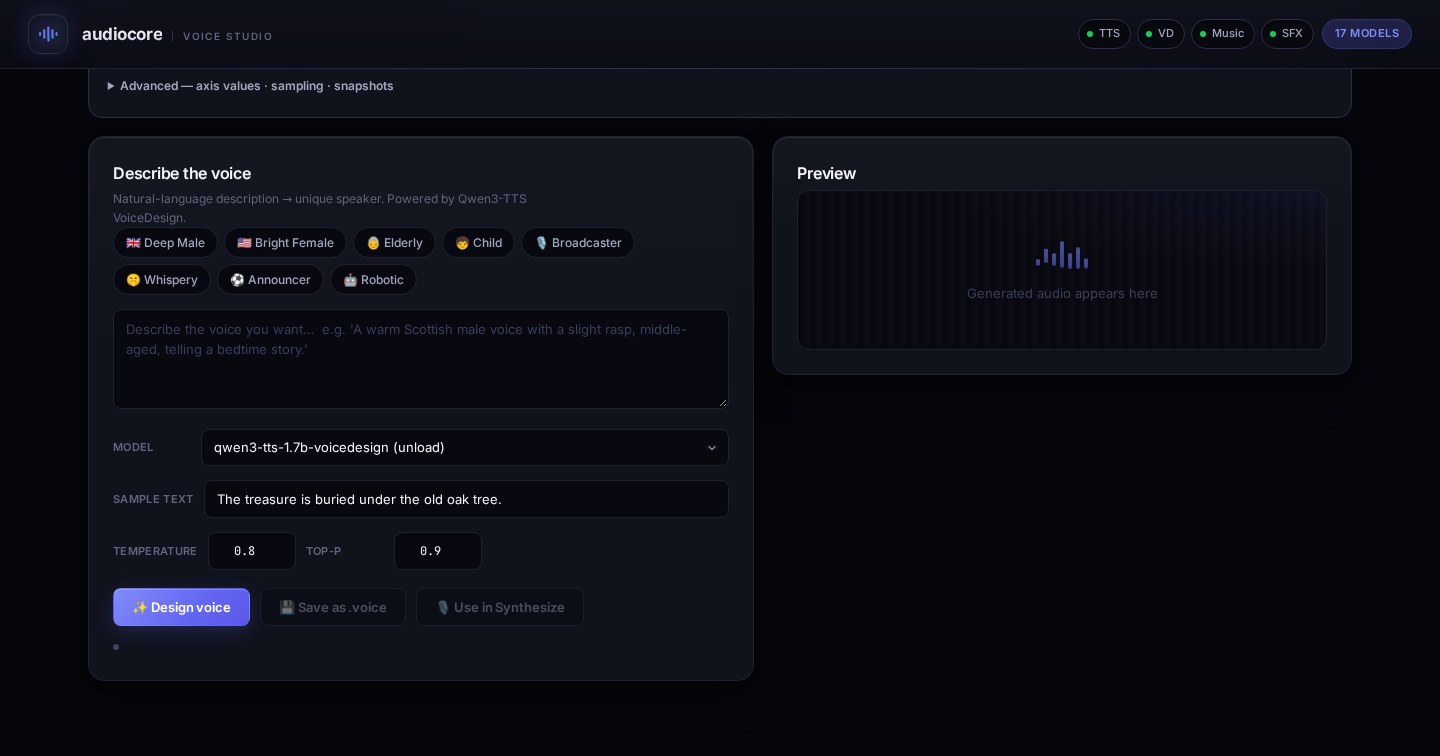 audiocore | VOICE STUDIO
TTS
VD
Music
SFX
17 MODELS
▶ Advanced — axis values · sampling · snapshots
Describe the voice
Natural-language description → unique speaker. Powered by Qwen3-TTS
VoiceDesign.
🇬🇧 Deep Male
🇺🇸 Bright Female
👵 Elderly
🧒 Child
🎙️ Broadcaster
🤫 Whispery
⚽ Announcer
🤖 Robotic
Describe the voice you want... e.g. 'A warm Scottish male voice with a slight rasp, middle-
aged, telling a bedtime story.'
MODEL
qwen3-tts-1.7b-voicedesign (unload)
SAMPLE TEXT
The treasure is buried under the old oak tree.
TEMPERATURE
0.8
TOP-P
0.9
✨ Design voice
💾 Save as .voice
🎙️ Use in Synthesize
Preview
Generated audio appears here